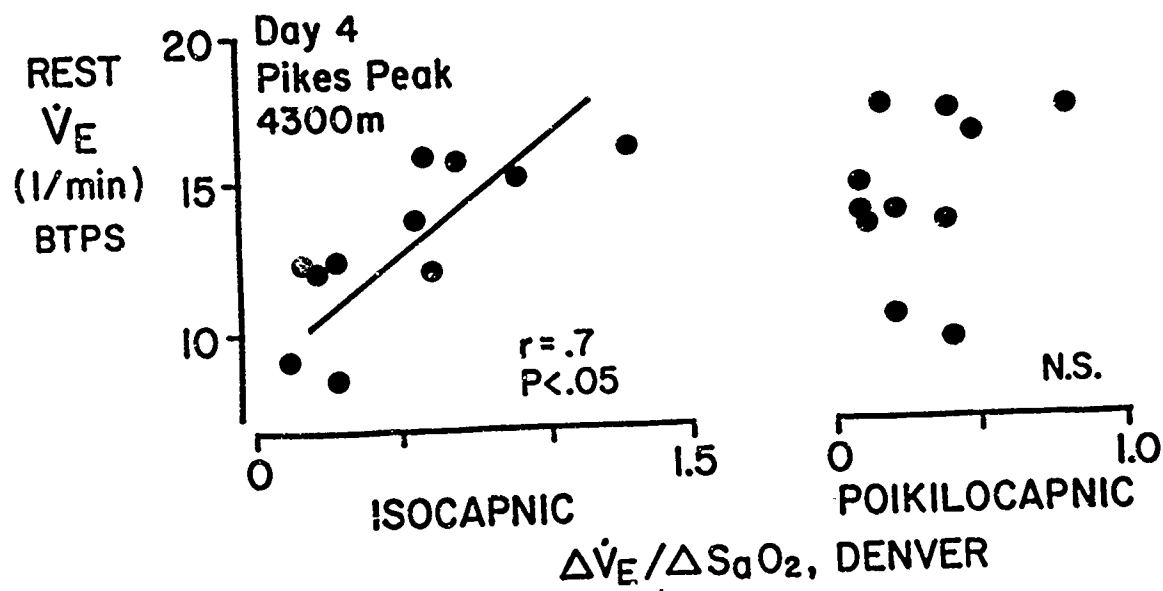 Day 4
Pikes Peak
4300m
REST
V̇E
(l/min)
BTPS
20
15
10
r = .7
P<.05
N.S.
0
1.5
0
1.0
ISOCAPNIC
POIKILOCAPNIC
ΔV̇E/ΔSaO2, DENVER